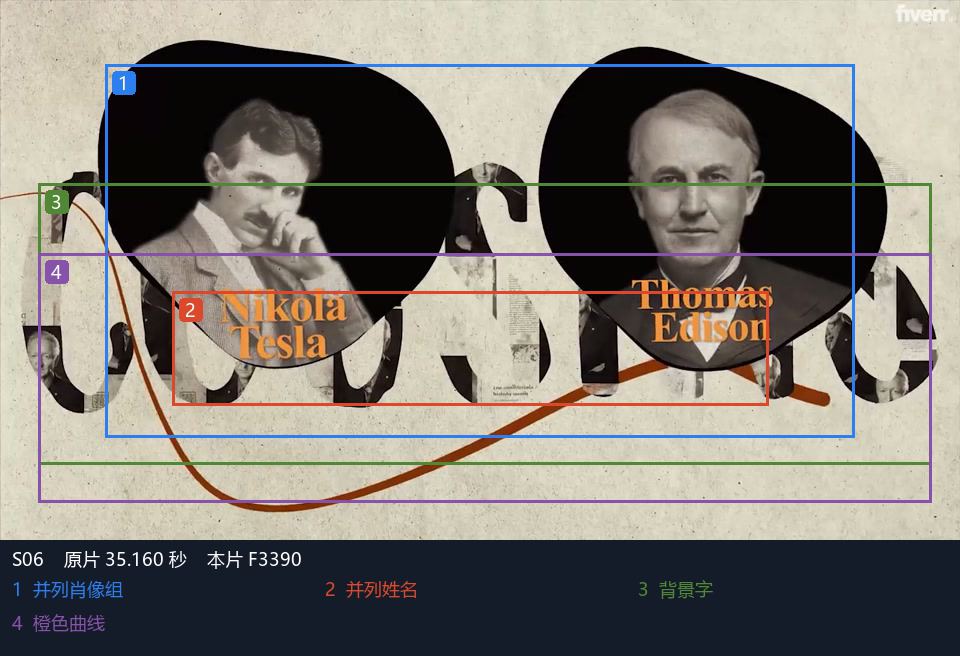 fiverr.
1
3
4
2
Nikola
Tesla
Thomas
Edison
S06 原片 35.160 秒 本片 F3390
1 并列肖像组 2 并列姓名 3 背景字
4 橙色曲线